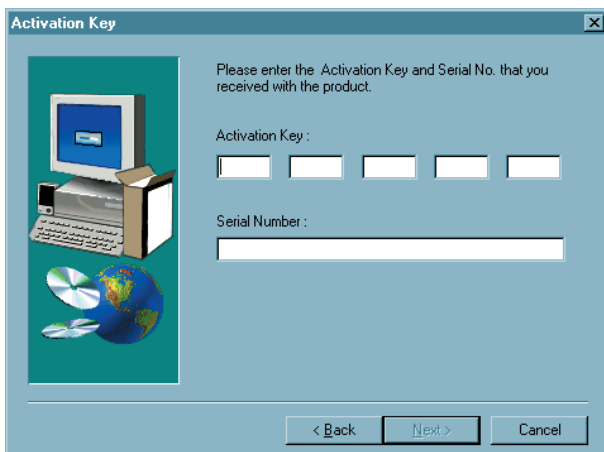 Activation Key
Please enter the  Activation Key and Serial No. that you
received with the product.
Activation Key :
Serial Number :
< Back
Next >
Cancel